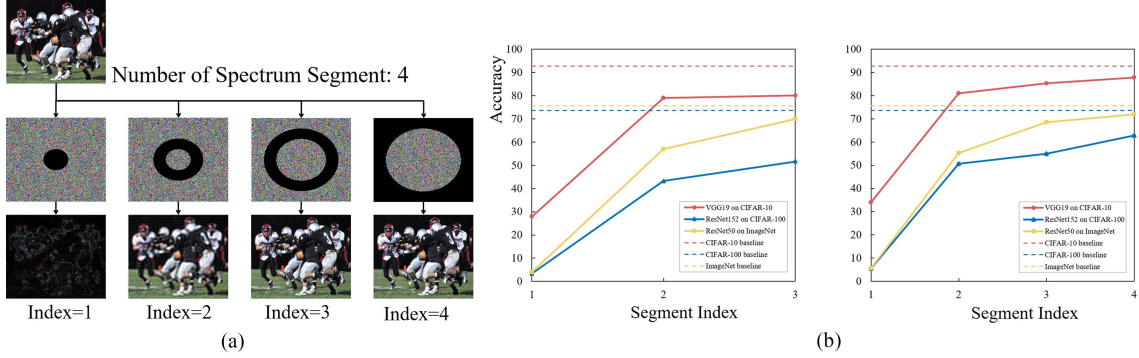 Number of Spectrum Segment: 4
Index=1
Index=2
Index=3
Index=4
(a)
Accuracy
100
90
80
70
60
50
40
30
20
10
0
1
2
3
VGG19 on CIFAR-10
ResNet152 on CIFAR-100
ResNet50 on ImageNet
CIFAR-10 baseline
CIFAR-100 baseline
ImageNet baseline
Segment Index
100
90
80
70
60
50
40
30
20
10
0
1
2
3
4
VGG19 on CIFAR-10
ResNet152 on CIFAR-100
ResNet50 on ImageNet
CIFAR-10 baseline
CIFAR-100 baseline
ImageNet baseline
Segment Index
(b)